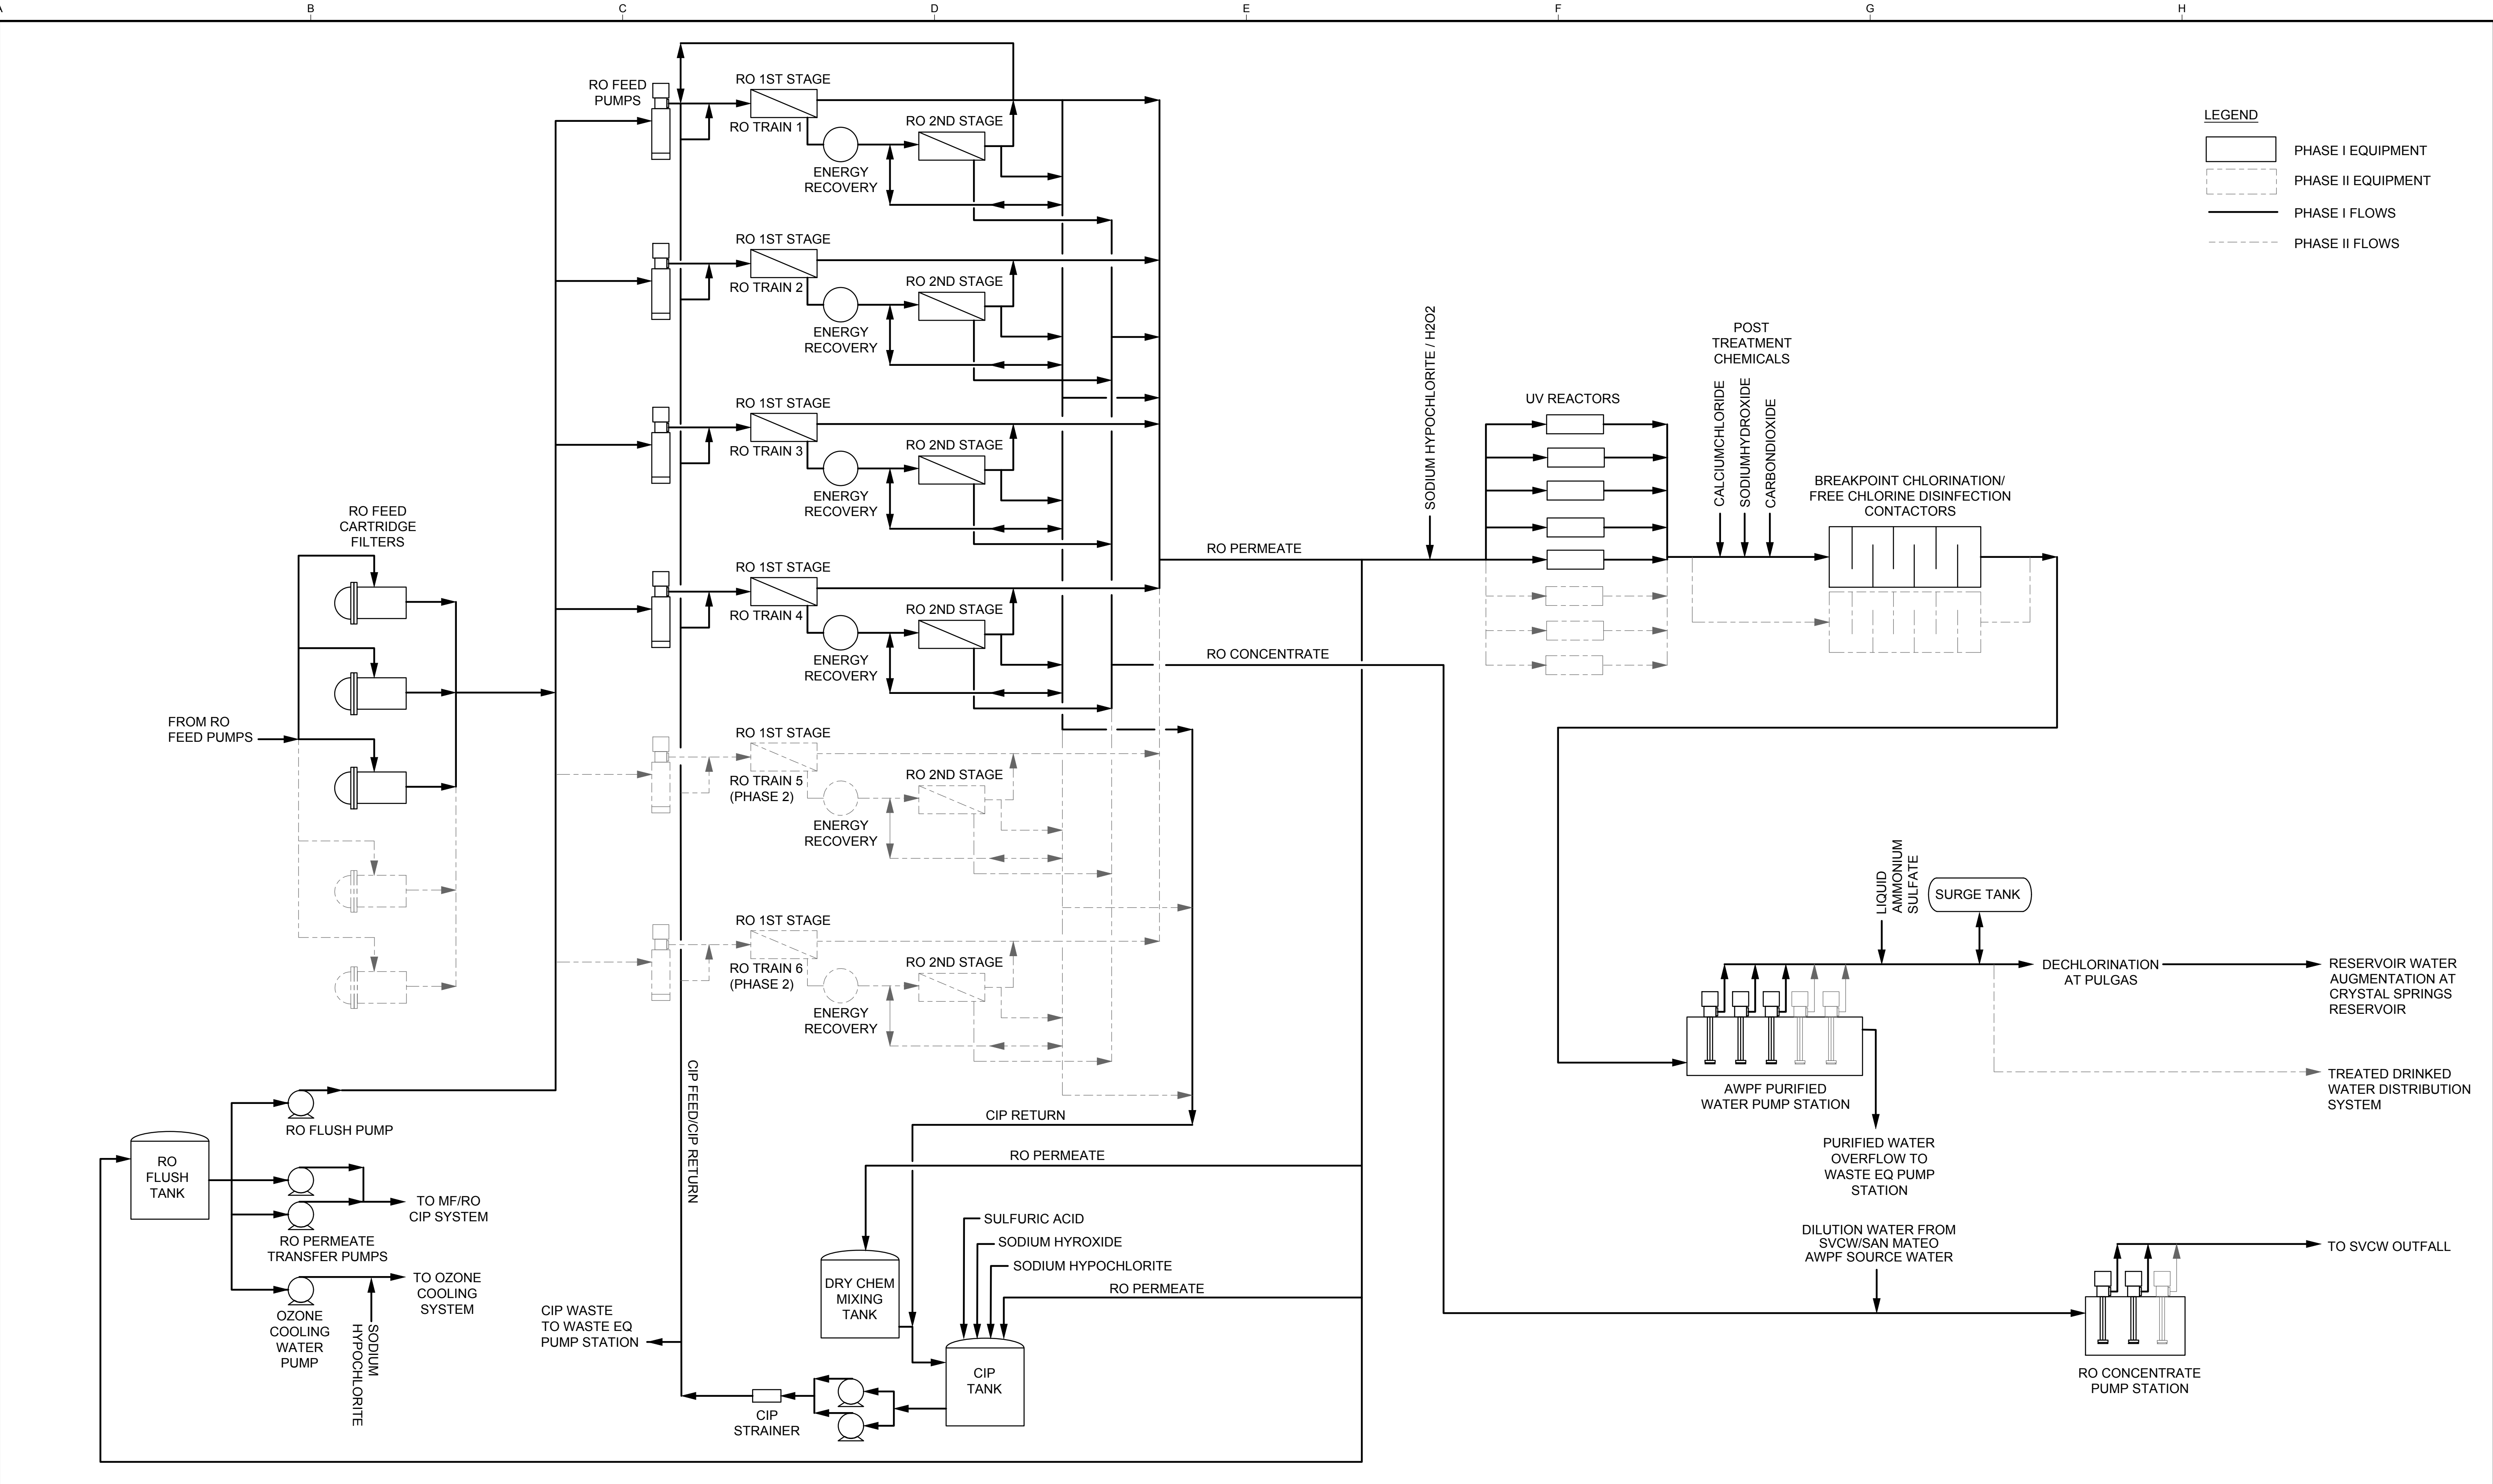 A
B
C
D
E
F
G
H
RO FEED
PUMPS
RO 1ST STAGE
RO TRAIN 1
ENERGY
RECOVERY
RO 2ND STAGE
RO 1ST STAGE
RO TRAIN 2
ENERGY
RECOVERY
RO 2ND STAGE
RO 1ST STAGE
RO TRAIN 3
ENERGY
RECOVERY
RO 2ND STAGE
RO 1ST STAGE
RO TRAIN 4
ENERGY
RECOVERY
RO 2ND STAGE
RO 1ST STAGE
RO TRAIN 5
(PHASE 2)
ENERGY
RECOVERY
RO 2ND STAGE
RO 1ST STAGE
RO TRAIN 6
(PHASE 2)
ENERGY
RECOVERY
RO 2ND STAGE
LEGEND
PHASE I EQUIPMENT
PHASE II EQUIPMENT
PHASE I FLOWS
PHASE II FLOWS
RO FEED
CARTRIDGE
FILTERS
FROM RO
FEED PUMPS
RO PERMEATE
RO CONCENTRATE
SODIUM HYPOCHLORITE / H2O2
UV REACTORS
POST
TREATMENT
CHEMICALS
CALCIUMCHLORIDE
SODIUMHYDROXIDE
CARBONDIOXIDE
BREAKPOINT CHLORINATION/
FREE CHLORINE DISINFECTION
CONTACTORS
LIQUID
AMMONIUM
SULFATE
SURGE TANK
DECHLORINATION
AT PULGAS
RESERVOIR WATER
AUGMENTATION AT
CRYSTAL SPRINGS
RESERVOIR
TREATED DRINKED
WATER DISTRIBUTION
SYSTEM
AWPF PURIFIED
WATER PUMP STATION
PURIFIED WATER
OVERFLOW TO
WASTE EQ PUMP
STATION
DILUTION WATER FROM
SVCW/SAN MATEO
AWPF SOURCE WATER
TO SVCW OUTFALL
RO CONCENTRATE
PUMP STATION
RO FLUSH PUMP
RO
FLUSH
TANK
TO MF/RO
CIP SYSTEM
RO PERMEATE
TRANSFER PUMPS
TO OZONE
COOLING
SYSTEM
OZONE
COOLING
WATER
PUMP
SODIUM
HYPOCHLORITE
CIP FEED/CIP RETURN
CIP RETURN
RO PERMEATE
SULFURIC ACID
SODIUM HYROXIDE
SODIUM HYPOCHLORITE
RO PERMEATE
DRY CHEM
MIXING
TANK
CIP WASTE
TO WASTE EQ
PUMP STATION
CIP
TANK
CIP
STRAINER